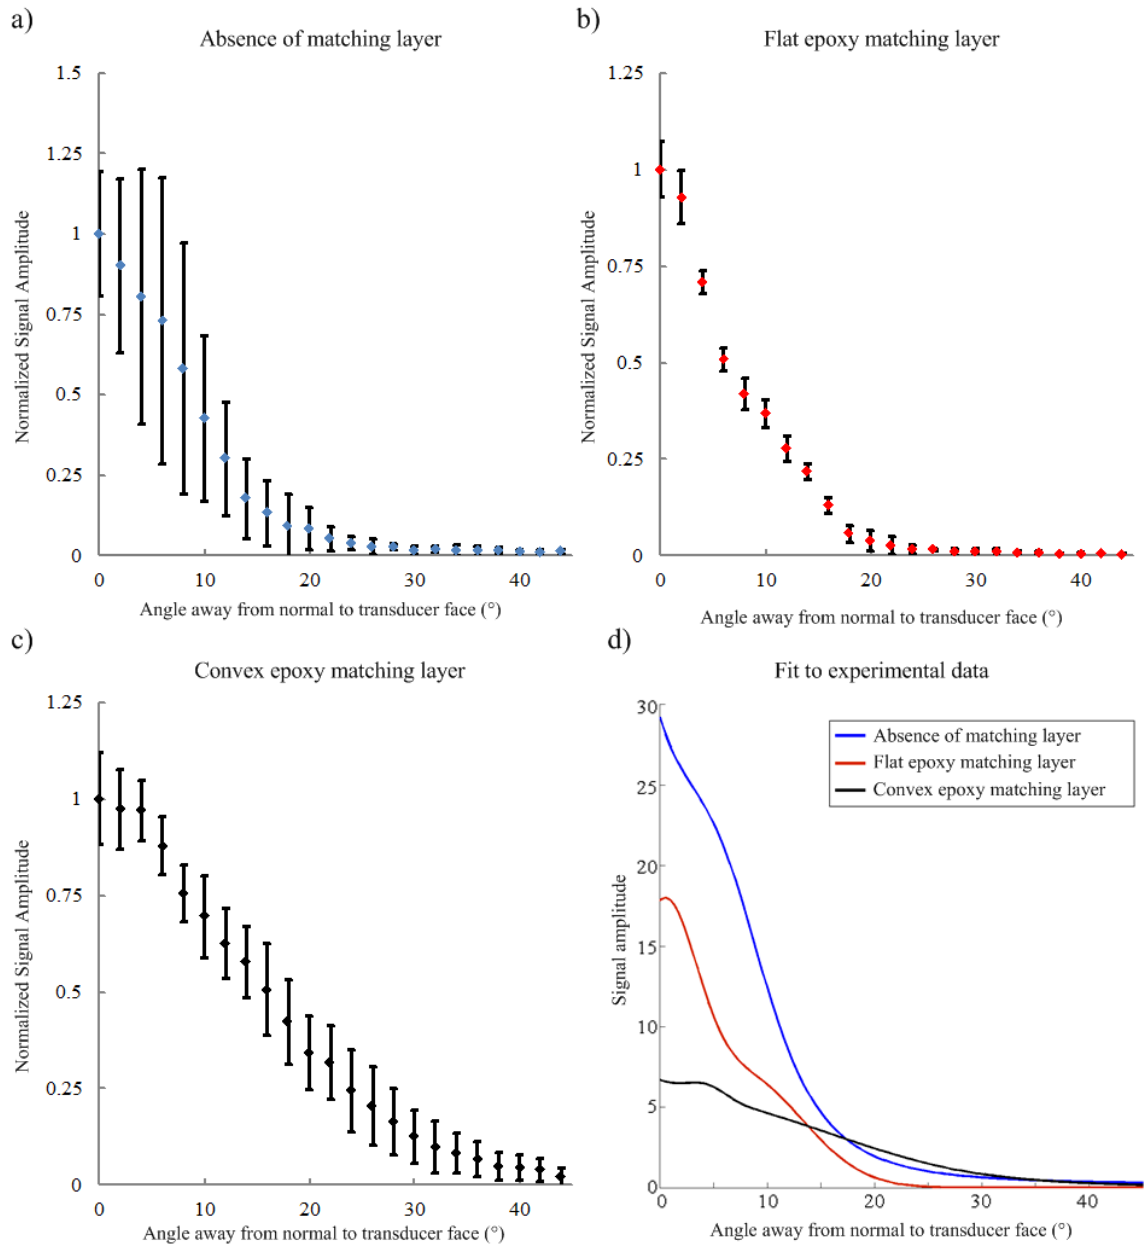 a)
Absence of matching layer
1.5
1.25
1
0.75
0.5
0.25
0
Normalized Signal Amplitude
0 10 20 30 40
Angle away from normal to transducer face (°)
b)
Flat epoxy matching layer
1.25
1
0.75
0.5
0.25
0
Normalized Signal Amplitude
0 10 20 30 40
Angle away from normal to transducer face (°)
c)
Convex epoxy matching layer
1.25
1
0.75
0.5
0.25
0
Normalized Signal Amplitude
0 10 20 30 40
Angle away from normal to transducer face (°)
d)
Fit to experimental data
30
25
20
15
10
5
0
Signal amplitude
Absence of matching layer
Flat epoxy matching layer
Convex epoxy matching layer
0 10 20 30 40
Angle away from normal to transducer face (°)